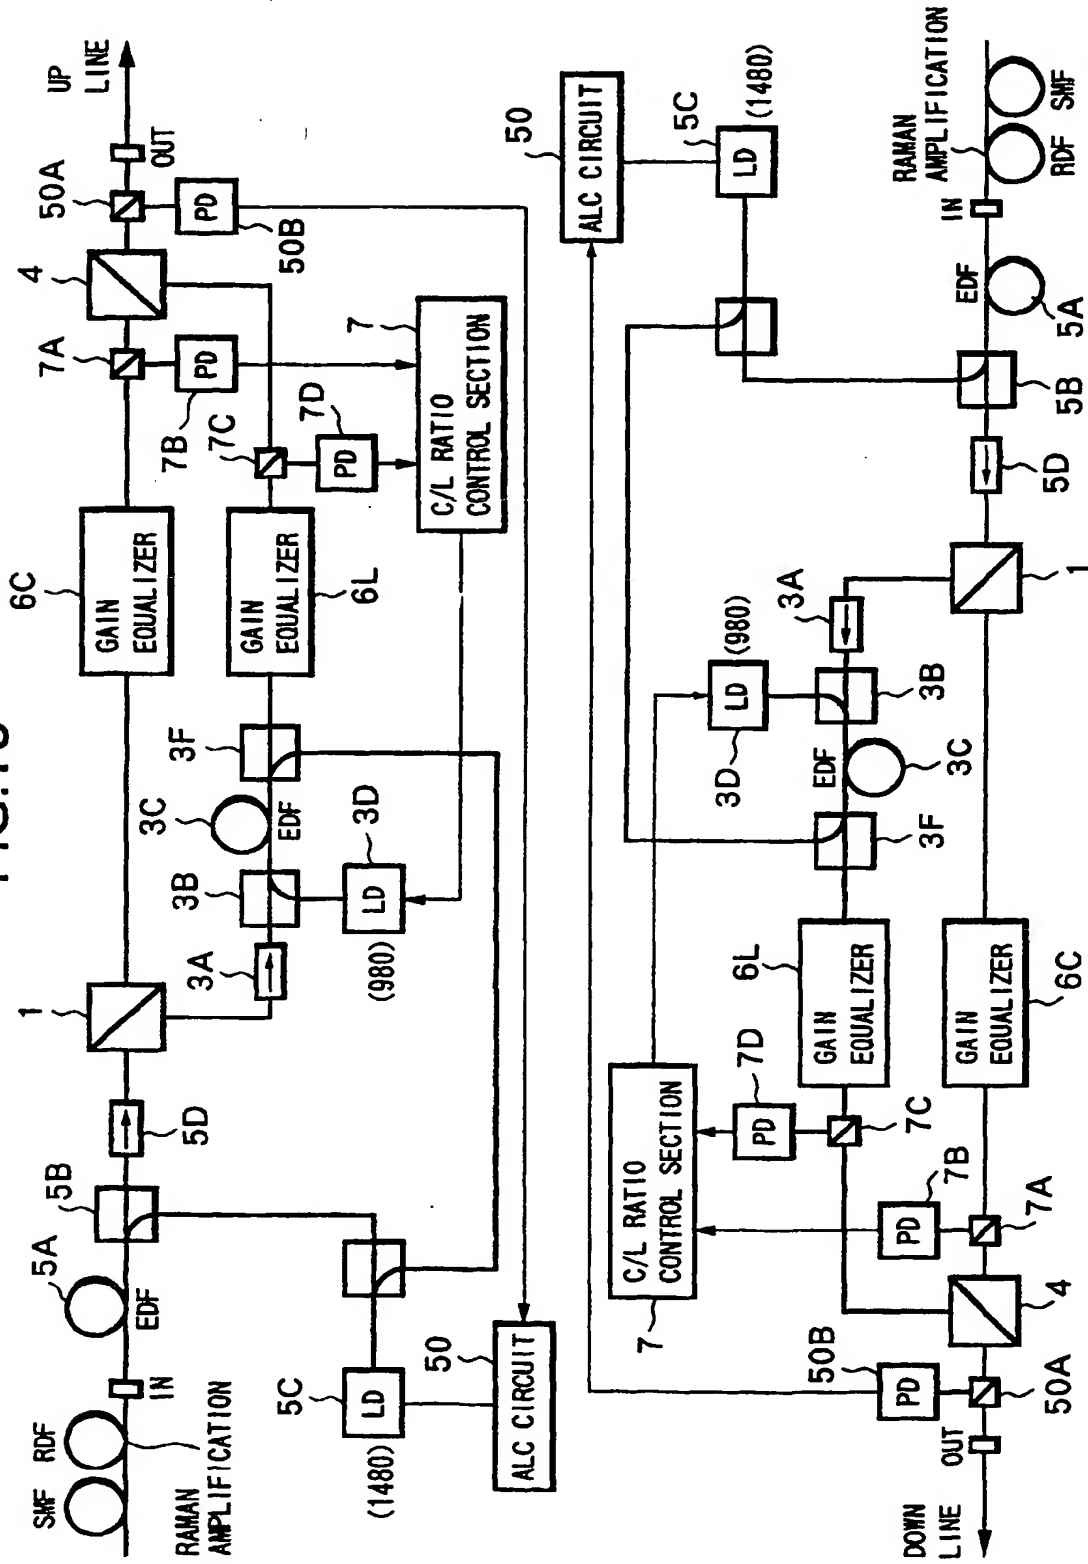 UP
LINE
OUT
50A
PD
50B
4
7A
PD
7B
7C
7D
PD
7
C/L RATIO
CONTROL SECTION
6C
GAIN
EQUALIZER
GAIN
EQUALIZER
6L
3F
3C
EDF
3B
3D
LD
(980)
3A
1
5D
5B
5A
EDF
IN
SMF
RDF
RAMAN
AMPLIFICATION
5C
LD
(1480)
50
ALC CIRCUIT
50
ALC CIRCUIT
5C
LD
(1480)
RAMAN
AMPLIFICATION
RDF
SMF
IN
EDF
5A
5B
5D
1
3A
(980)
LD
3D
3B
EDF
3C
3F
6L
GAIN
EQUALIZER
GAIN
EQUALIZER
6C
C/L RATIO
CONTROL SECTION
7
7D
PD
7C
7B
PD
7A
4
50B
PD
50A
OUT
DOWN
LINE